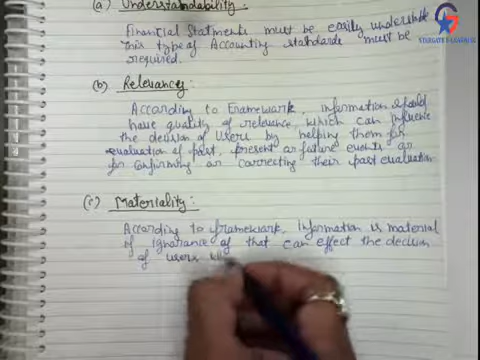 (a) Understandability :
Financial Statments must be easily understible
This type of Accounting standards must be
required.
(b) Relevancy :
According to Framework, information should
have quality of relevance, which can influence
the decision of Users by helping them for
evaluation of past, present or future events or
for confirming or correcting their past evaluation
(c) Materiality :
According to framework, information is material
if ignorance of that can effect the decision
of users